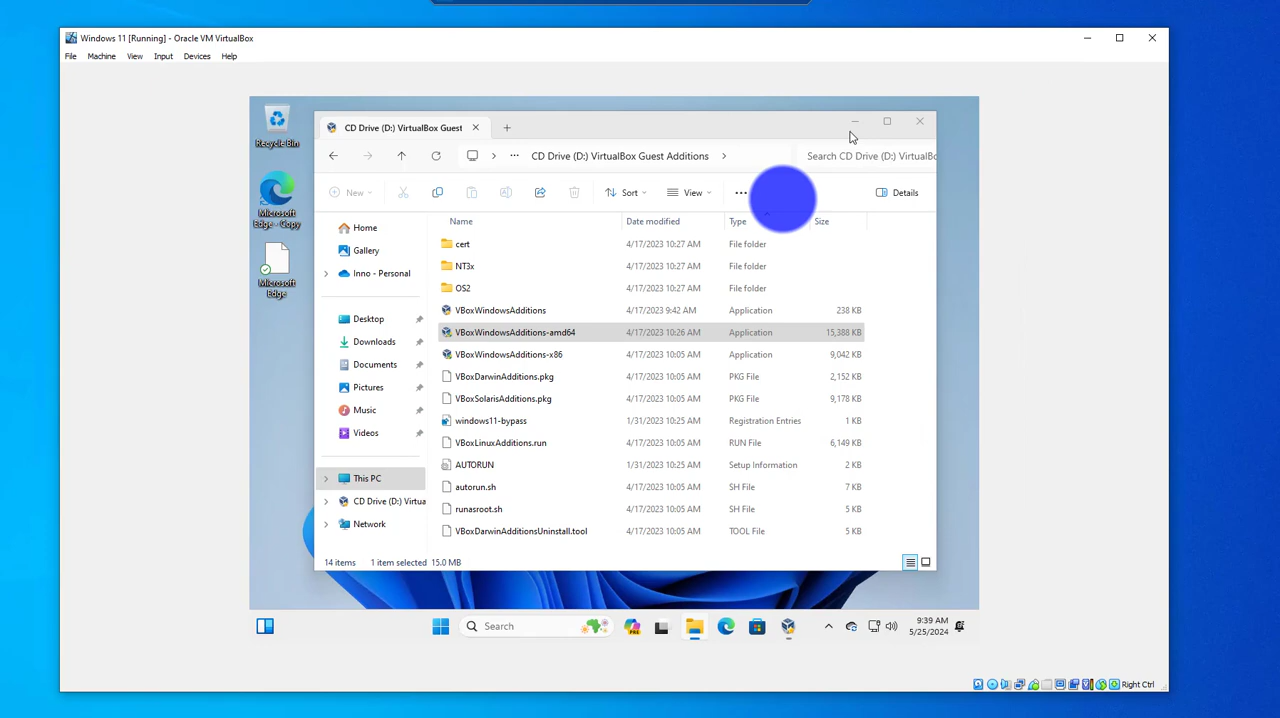 Windows 11 [Running] - Oracle VM VirtualBox
File Machine View Input Devices Help
Recycle Bin
Microsoft
Edge - Copy
Microsoft
Edge
CD Drive (D:) VirtualBox Guest
CD Drive (D:) VirtualBox Guest Additions
Search CD Drive (D:) VirtualBo
New Sort View Details
Home
Gallery
Inno - Personal
Desktop
Downloads
Documents
Pictures
Music
Videos
This PC
CD Drive (D:) Virtua
Network
Name Date modified Type Size
cert 4/17/2023 10:27 AM File folder
NT3x 4/17/2023 10:27 AM File folder
OS2 4/17/2023 10:27 AM File folder
VBoxWindowsAdditions 4/17/2023 9:42 AM Application 238 KB
VBoxWindowsAdditions-amd64 4/17/2023 10:26 AM Application 15,388 KB
VBoxWindowsAdditions-x86 4/17/2023 10:05 AM Application 9,042 KB
VBoxDarwinAdditions.pkg 4/17/2023 10:05 AM PKG File 2,152 KB
VBoxSolarisAdditions.pkg 4/17/2023 10:05 AM PKG File 9,178 KB
windows11-bypass 1/31/2023 10:25 AM Registration Entries 1 KB
VBoxLinuxAdditions.run 4/17/2023 10:05 AM RUN File 6,149 KB
AUTORUN 1/31/2023 10:25 AM Setup Information 2 KB
autorun.sh 4/17/2023 10:05 AM SH File 7 KB
runasroot.sh 4/17/2023 10:05 AM SH File 5 KB
VBoxDarwinAdditionsUninstall.tool 4/17/2023 10:05 AM TOOL File 5 KB
14 items 1 item selected 15.0 MB
Search
9:39 AM
5/25/2024
Right Ctrl